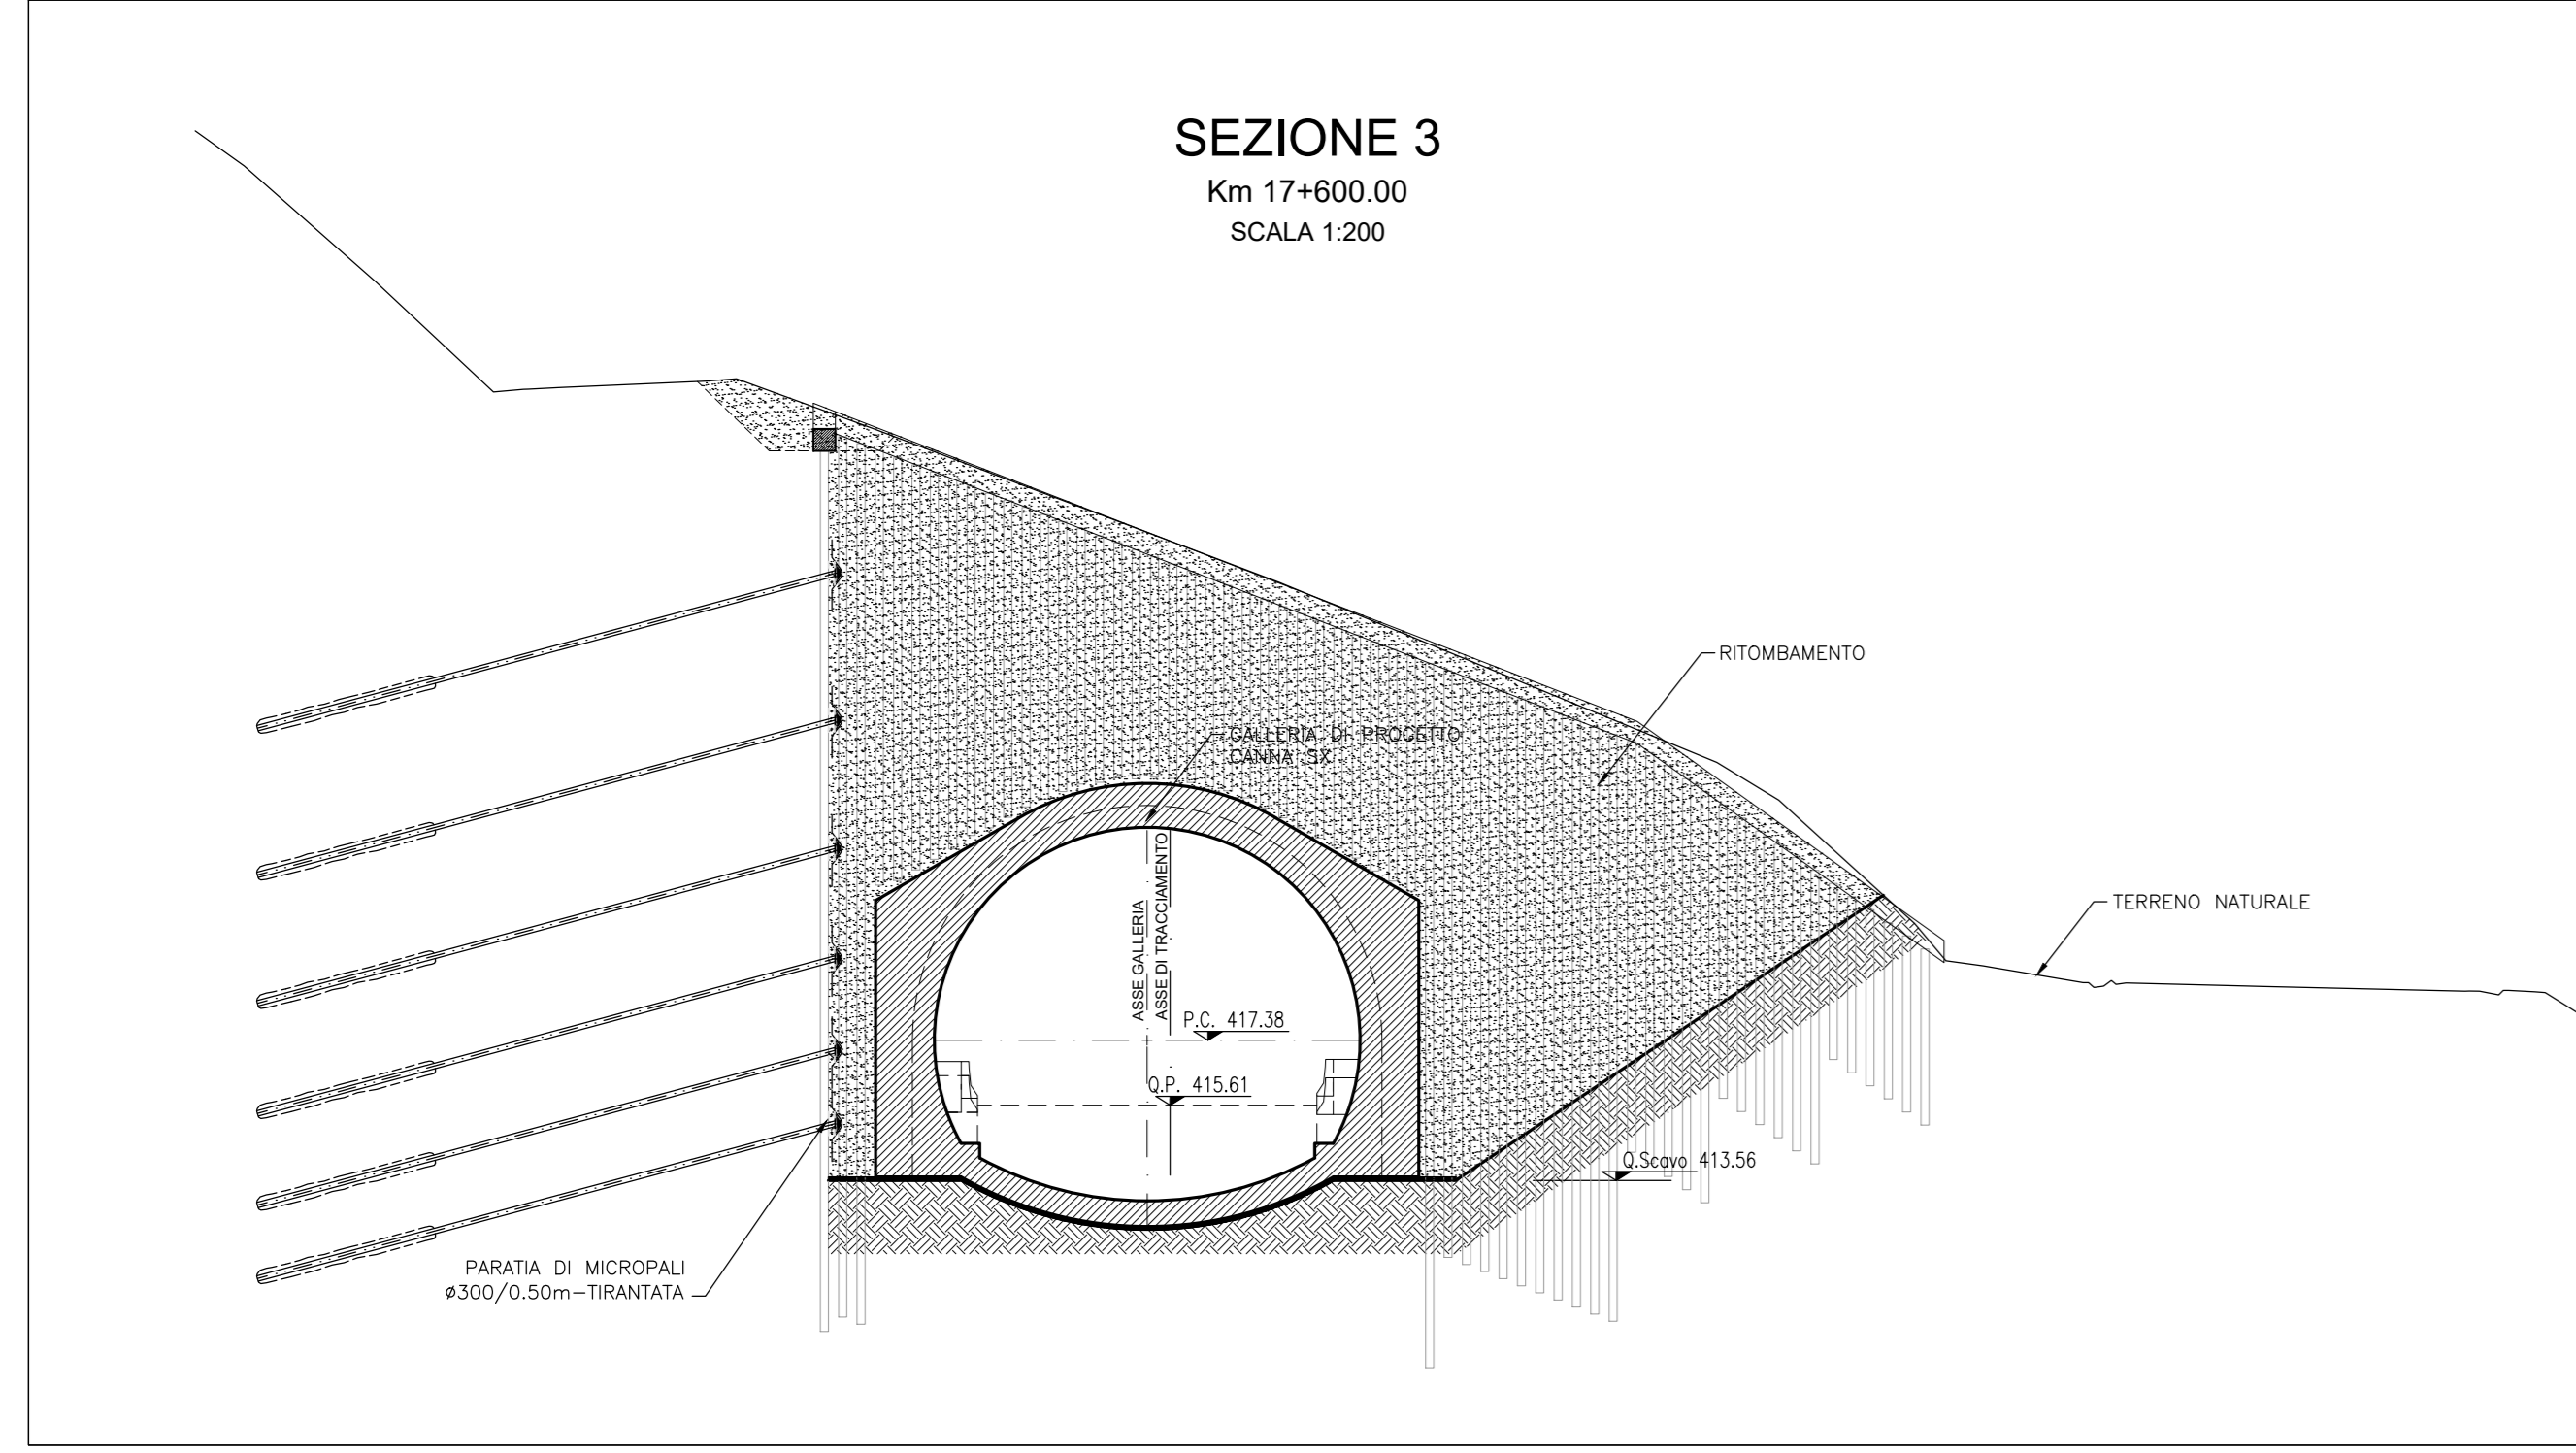 SEZIONE 3
Km 17+600.00
SCALA 1:200
RITOMBAMENTO
GALLERIA DI PROGETTO
CANNA SX
ASSE GALLERIA
ASSE DI TRACCIAMENTO
TERRENO NATURALE
P.C. 417.38
Q.P. 415.61
Q.Scavo 413.56
PARATIA DI MICROPALI
ø300/0.50m-TIRANTATA